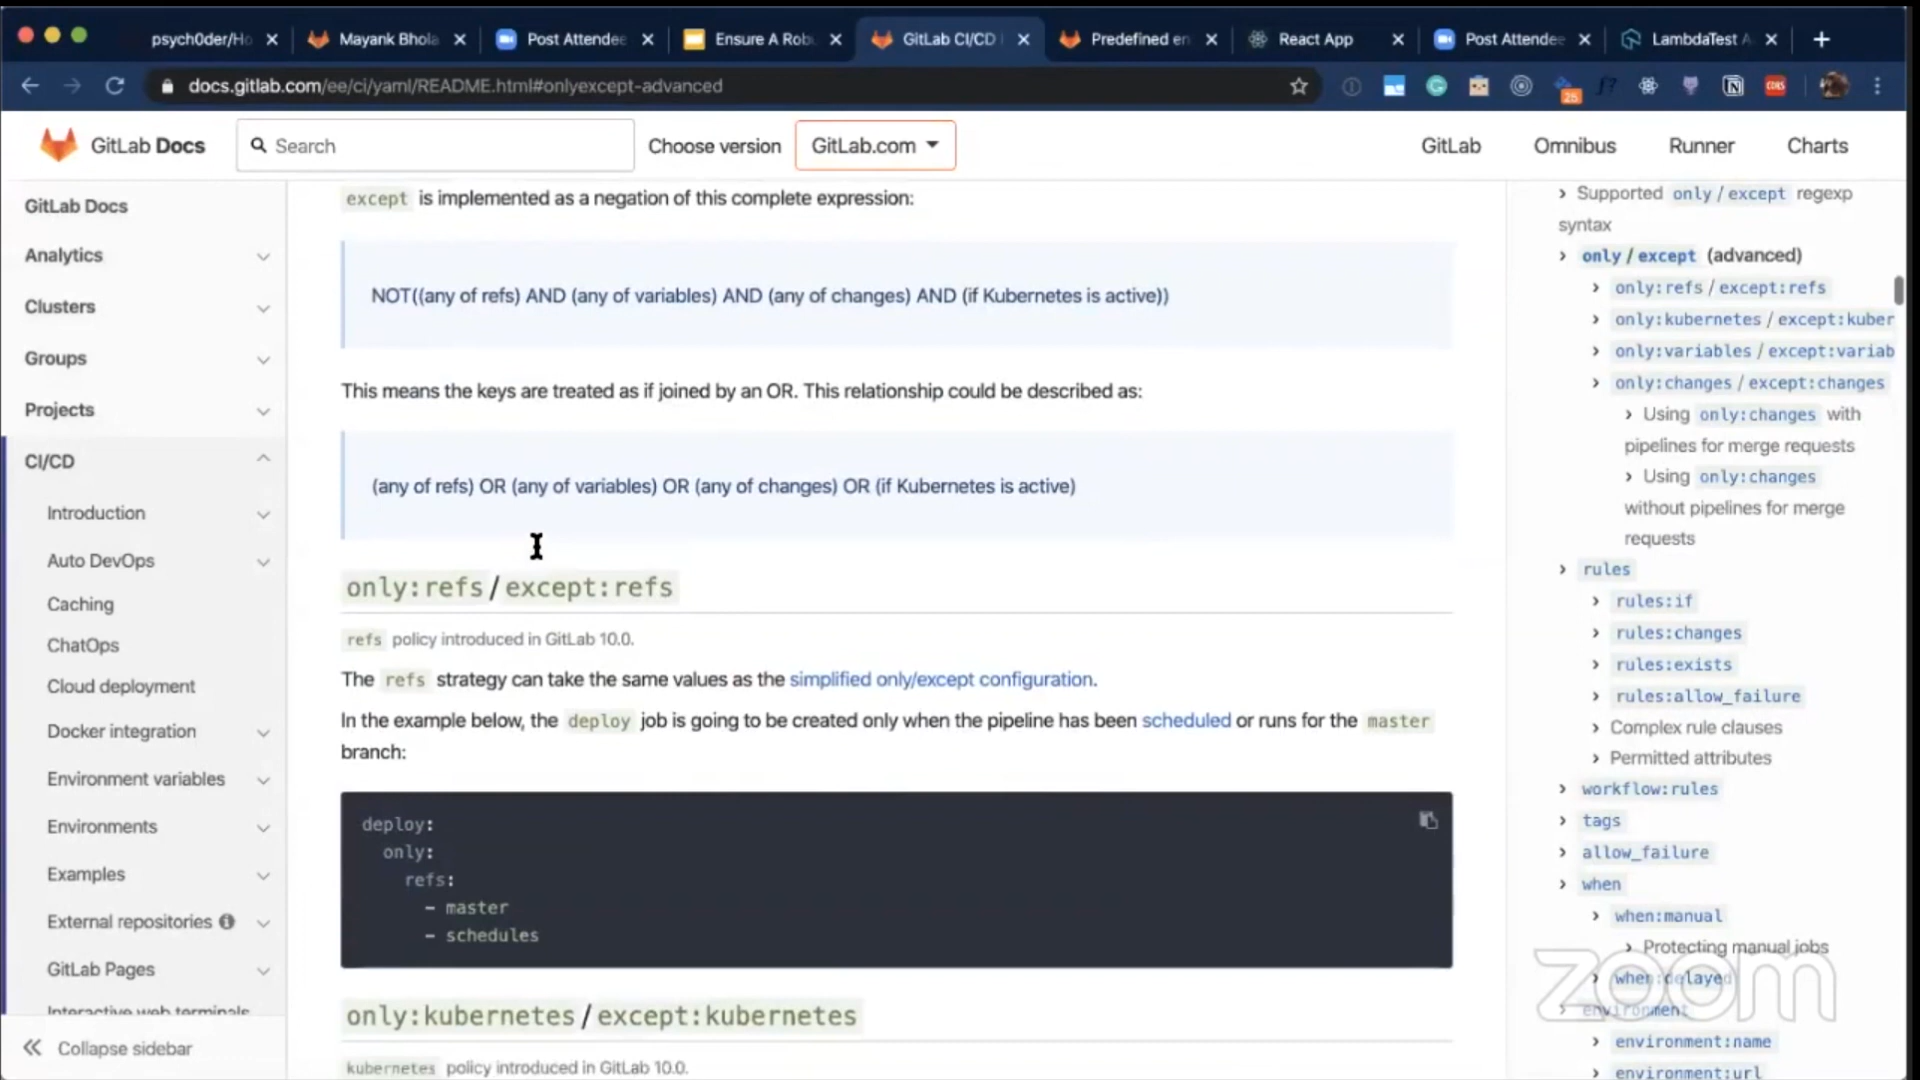 psych0der/Ho
Mayank Bhola
Post Attendee
Ensure A Rob
GitLab CI/CD
Predefined en
React App
Post Attendee
LambdaTest A
docs.gitlab.com/ee/ci/yaml/README.html#onlyexcept-advanced
25
GitLab Docs
Search
Choose version
GitLab.com
GitLab
Omnibus
Runner
Charts
GitLab Docs
Analytics
Clusters
Groups
Projects
CI/CD
Introduction
Auto DevOps
Caching
ChatOps
Cloud deployment
Docker integration
Environment variables
Environments
Examples
External repositories
GitLab Pages
Interactive web terminals
Collapse sidebar
except is implemented as a negation of this complete expression:
NOT((any of refs) AND (any of variables) AND (any of changes) AND (if Kubernetes is active))
This means the keys are treated as if joined by an OR. This relationship could be described as:
(any of refs) OR (any of variables) OR (any of changes) OR (if Kubernetes is active)
only:refs / except:refs
refs policy introduced in GitLab 10.0.
The refs strategy can take the same values as the simplified only/except configuration.
In the example below, the deploy job is going to be created only when the pipeline has been scheduled or runs for the master
branch:
deploy:
only:
refs:
- master
- schedules
only:kubernetes / except:kubernetes
kubernetes policy introduced in GitLab 10.0.
Supported only / except regexp
syntax
only / except (advanced)
only:refs / except:refs
only:kubernetes / except:kuber
only:variables / except:variab
only:changes / except:changes
Using only:changes with
pipelines for merge requests
Using only:changes
without pipelines for merge
requests
rules
rules:if
rules:changes
rules:exists
rules:allow_failure
Complex rule clauses
Permitted attributes
workflow:rules
tags
allow_failure
when
when:manual
Protecting manual jobs
when:delayed
environment
environment:name
environment:url
zoom